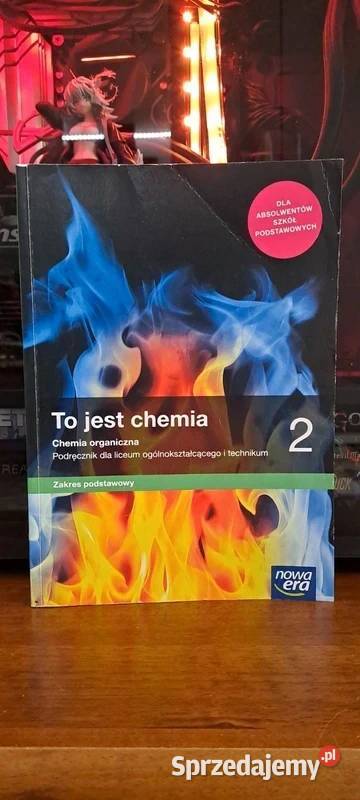 DLA
ABSOLWENTÓW
SZKÓŁ
PODSTAWOWYCH
To jest chemia
2
Chemia organiczna
Podręcznik dla liceum ogólnokształcącego i technikum
Zakres podstawowy
nowa
era
Sprzedajemy.pl